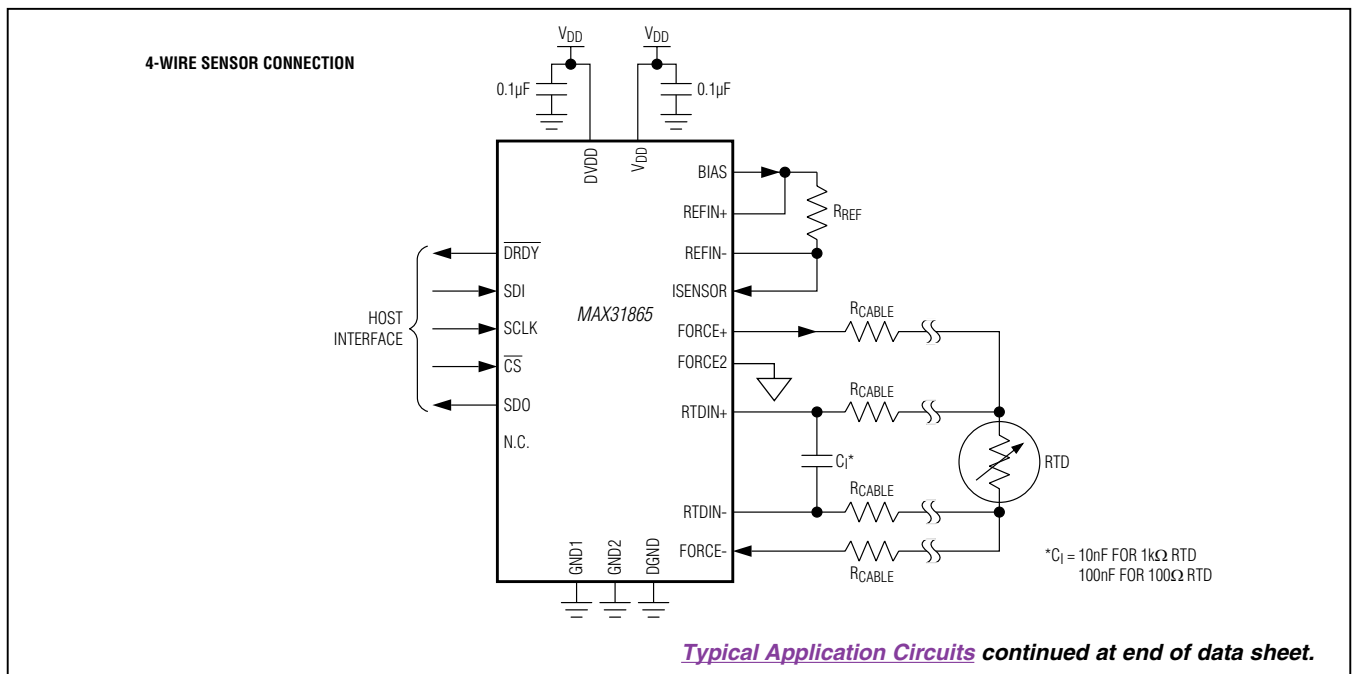 4-WIRE SENSOR CONNECTION
VDD
VDD
0.1µF
0.1µF
DVDD
VDD
BIAS
REFIN+
RREF
REFIN-
ISENSOR
DRDY
SDI
SCLK
CS
SDO
N.C.
HOST
INTERFACE
MAX31865
FORCE+
RCABLE
FORCE2
RTDIN+
RCABLE
CI*
RTD
RTDIN-
RCABLE
FORCE-
RCABLE
GND1
GND2
DGND
*CI = 10nF FOR 1kΩ RTD
100nF FOR 100Ω RTD
Typical Application Circuits continued at end of data sheet.